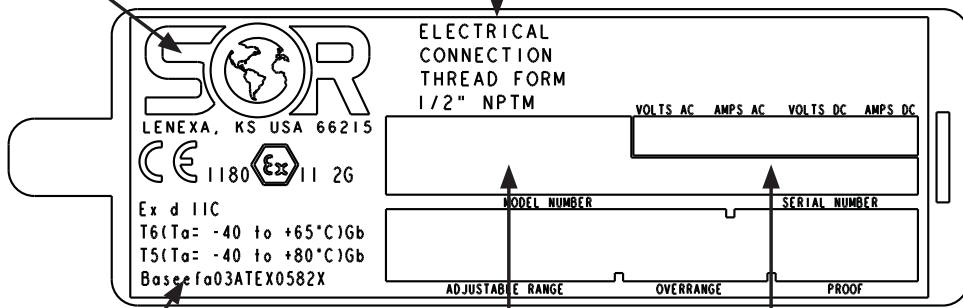 SOR
LENEXA, KS USA 66215
CE 1180 Ex II 2G
Ex d IIC
T6(Ta= -40 to +65°C)Gb
T5(Ta= -40 to +80°C)Gb
Baseefa03ATEX0582X
ELECTRICAL
CONNECTION
THREAD FORM
1/2" NPTM
VOLTS AC AMPS AC VOLTS DC AMPS DC
MODEL NUMBER SERIAL NUMBER
ADJUSTABLE RANGE OVERRANGE PROOF